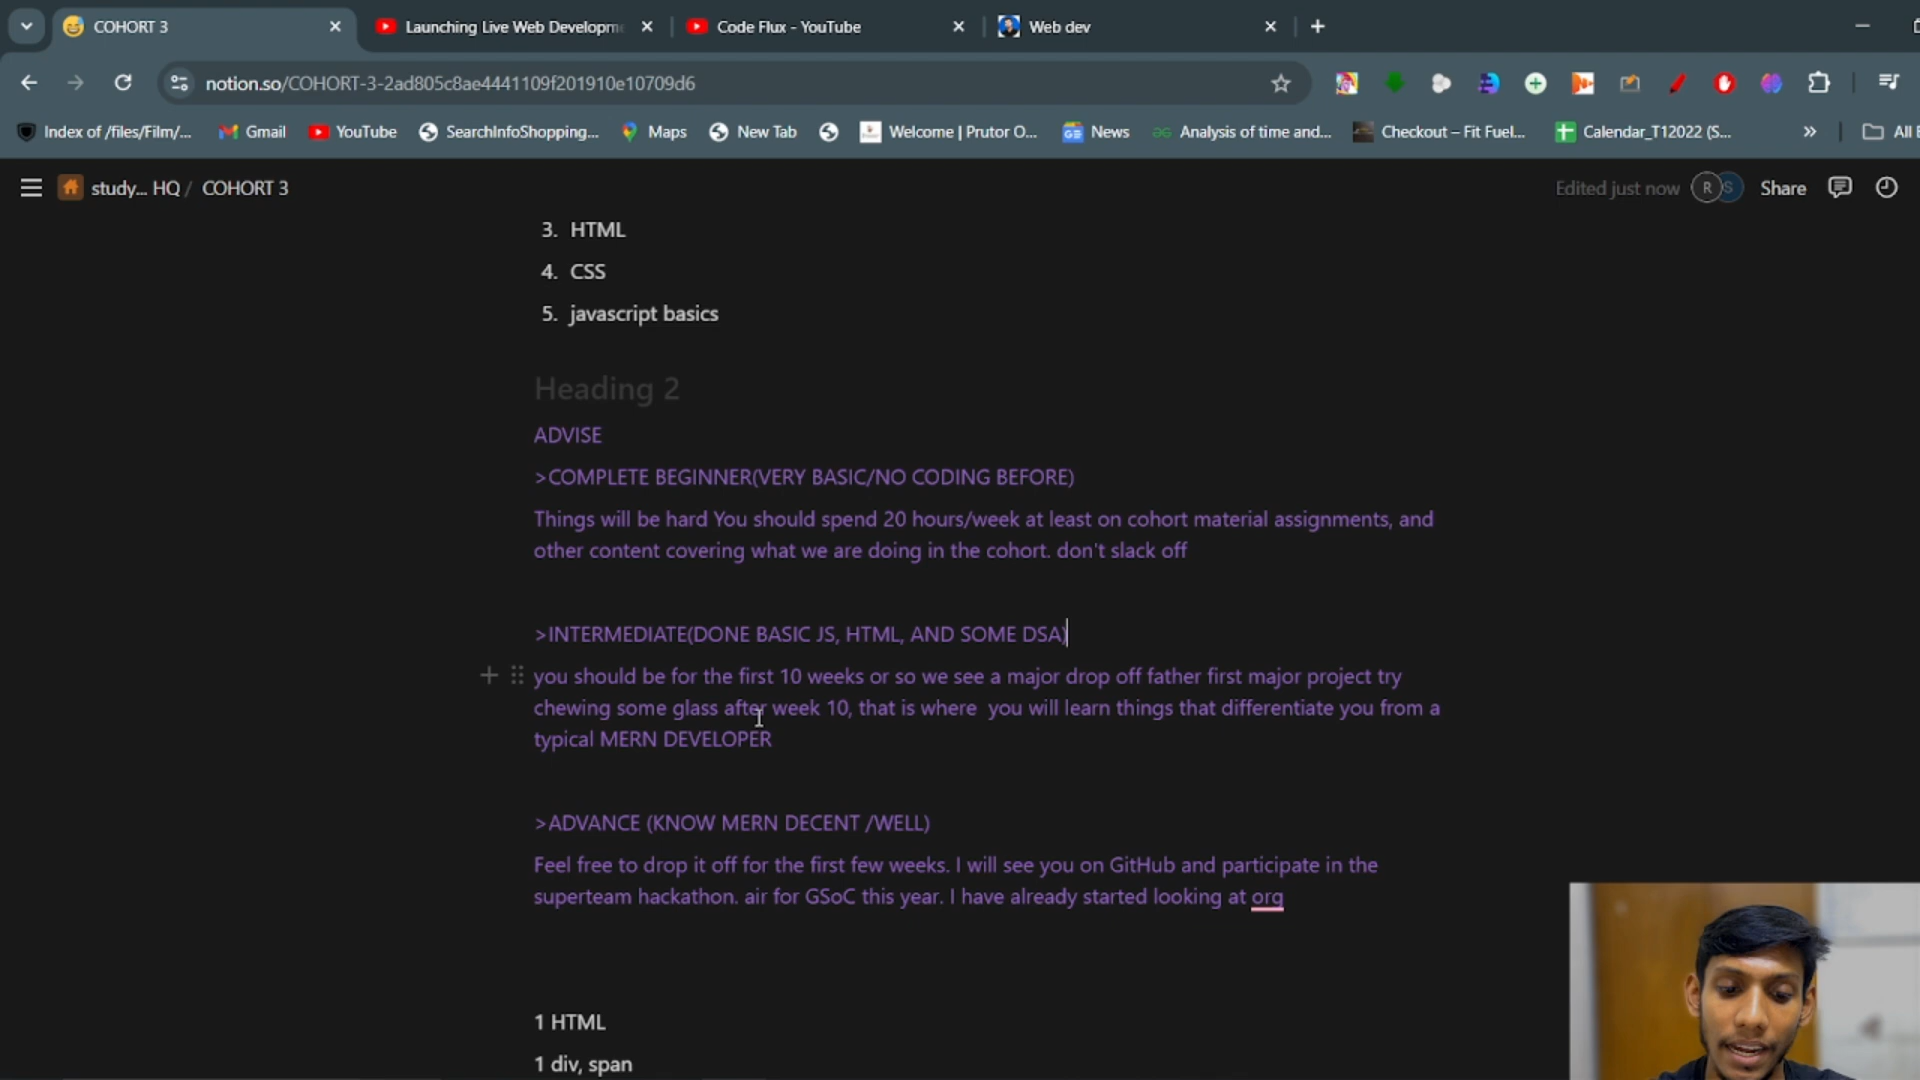 COHORT 3
Launching Live Web Developm
Code Flux - YouTube
Web dev
notion.so/COHORT-3-2ad805c8ae4441109f201910e10709d6
Index of /files/Film/...
Gmail
YouTube
SearchInfoShopping...
Maps
New Tab
Welcome | Prutor O...
News
Analysis of time and...
Checkout – Fit Fuel...
Calendar_T12022 (S...
»
All
study... HQ / COHORT 3
Edited just now
R
S
Share
3. HTML
4. CSS
5. javascript basics
Heading 2
ADVISE
>COMPLETE BEGINNER(VERY BASIC/NO CODING BEFORE)
Things will be hard You should spend 20 hours/week at least on cohort material assignments, and
other content covering what we are doing in the cohort. don't slack off
>INTERMEDIATE(DONE BASIC JS, HTML, AND SOME DSA)
you should be for the first 10 weeks or so we see a major drop off father first major project try
chewing some glass after week 10, that is where you will learn things that differentiate you from a
typical MERN DEVELOPER
>ADVANCE (KNOW MERN DECENT /WELL)
Feel free to drop it off for the first few weeks. I will see you on GitHub and participate in the
superteam hackathon. air for GSoC this year. I have already started looking at orq
1 HTML
1 div, span